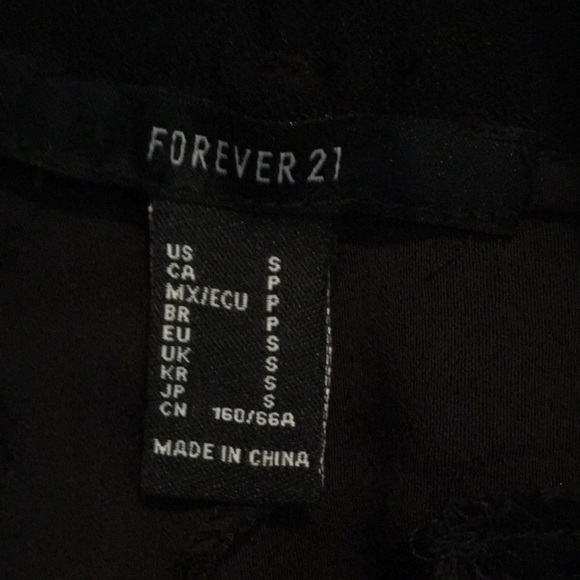 FOREVER 21
US S
CA P
MX/ECU P
BR P
EU S
UK S
KR S
JP S
CN 160/66A
MADE IN CHINA